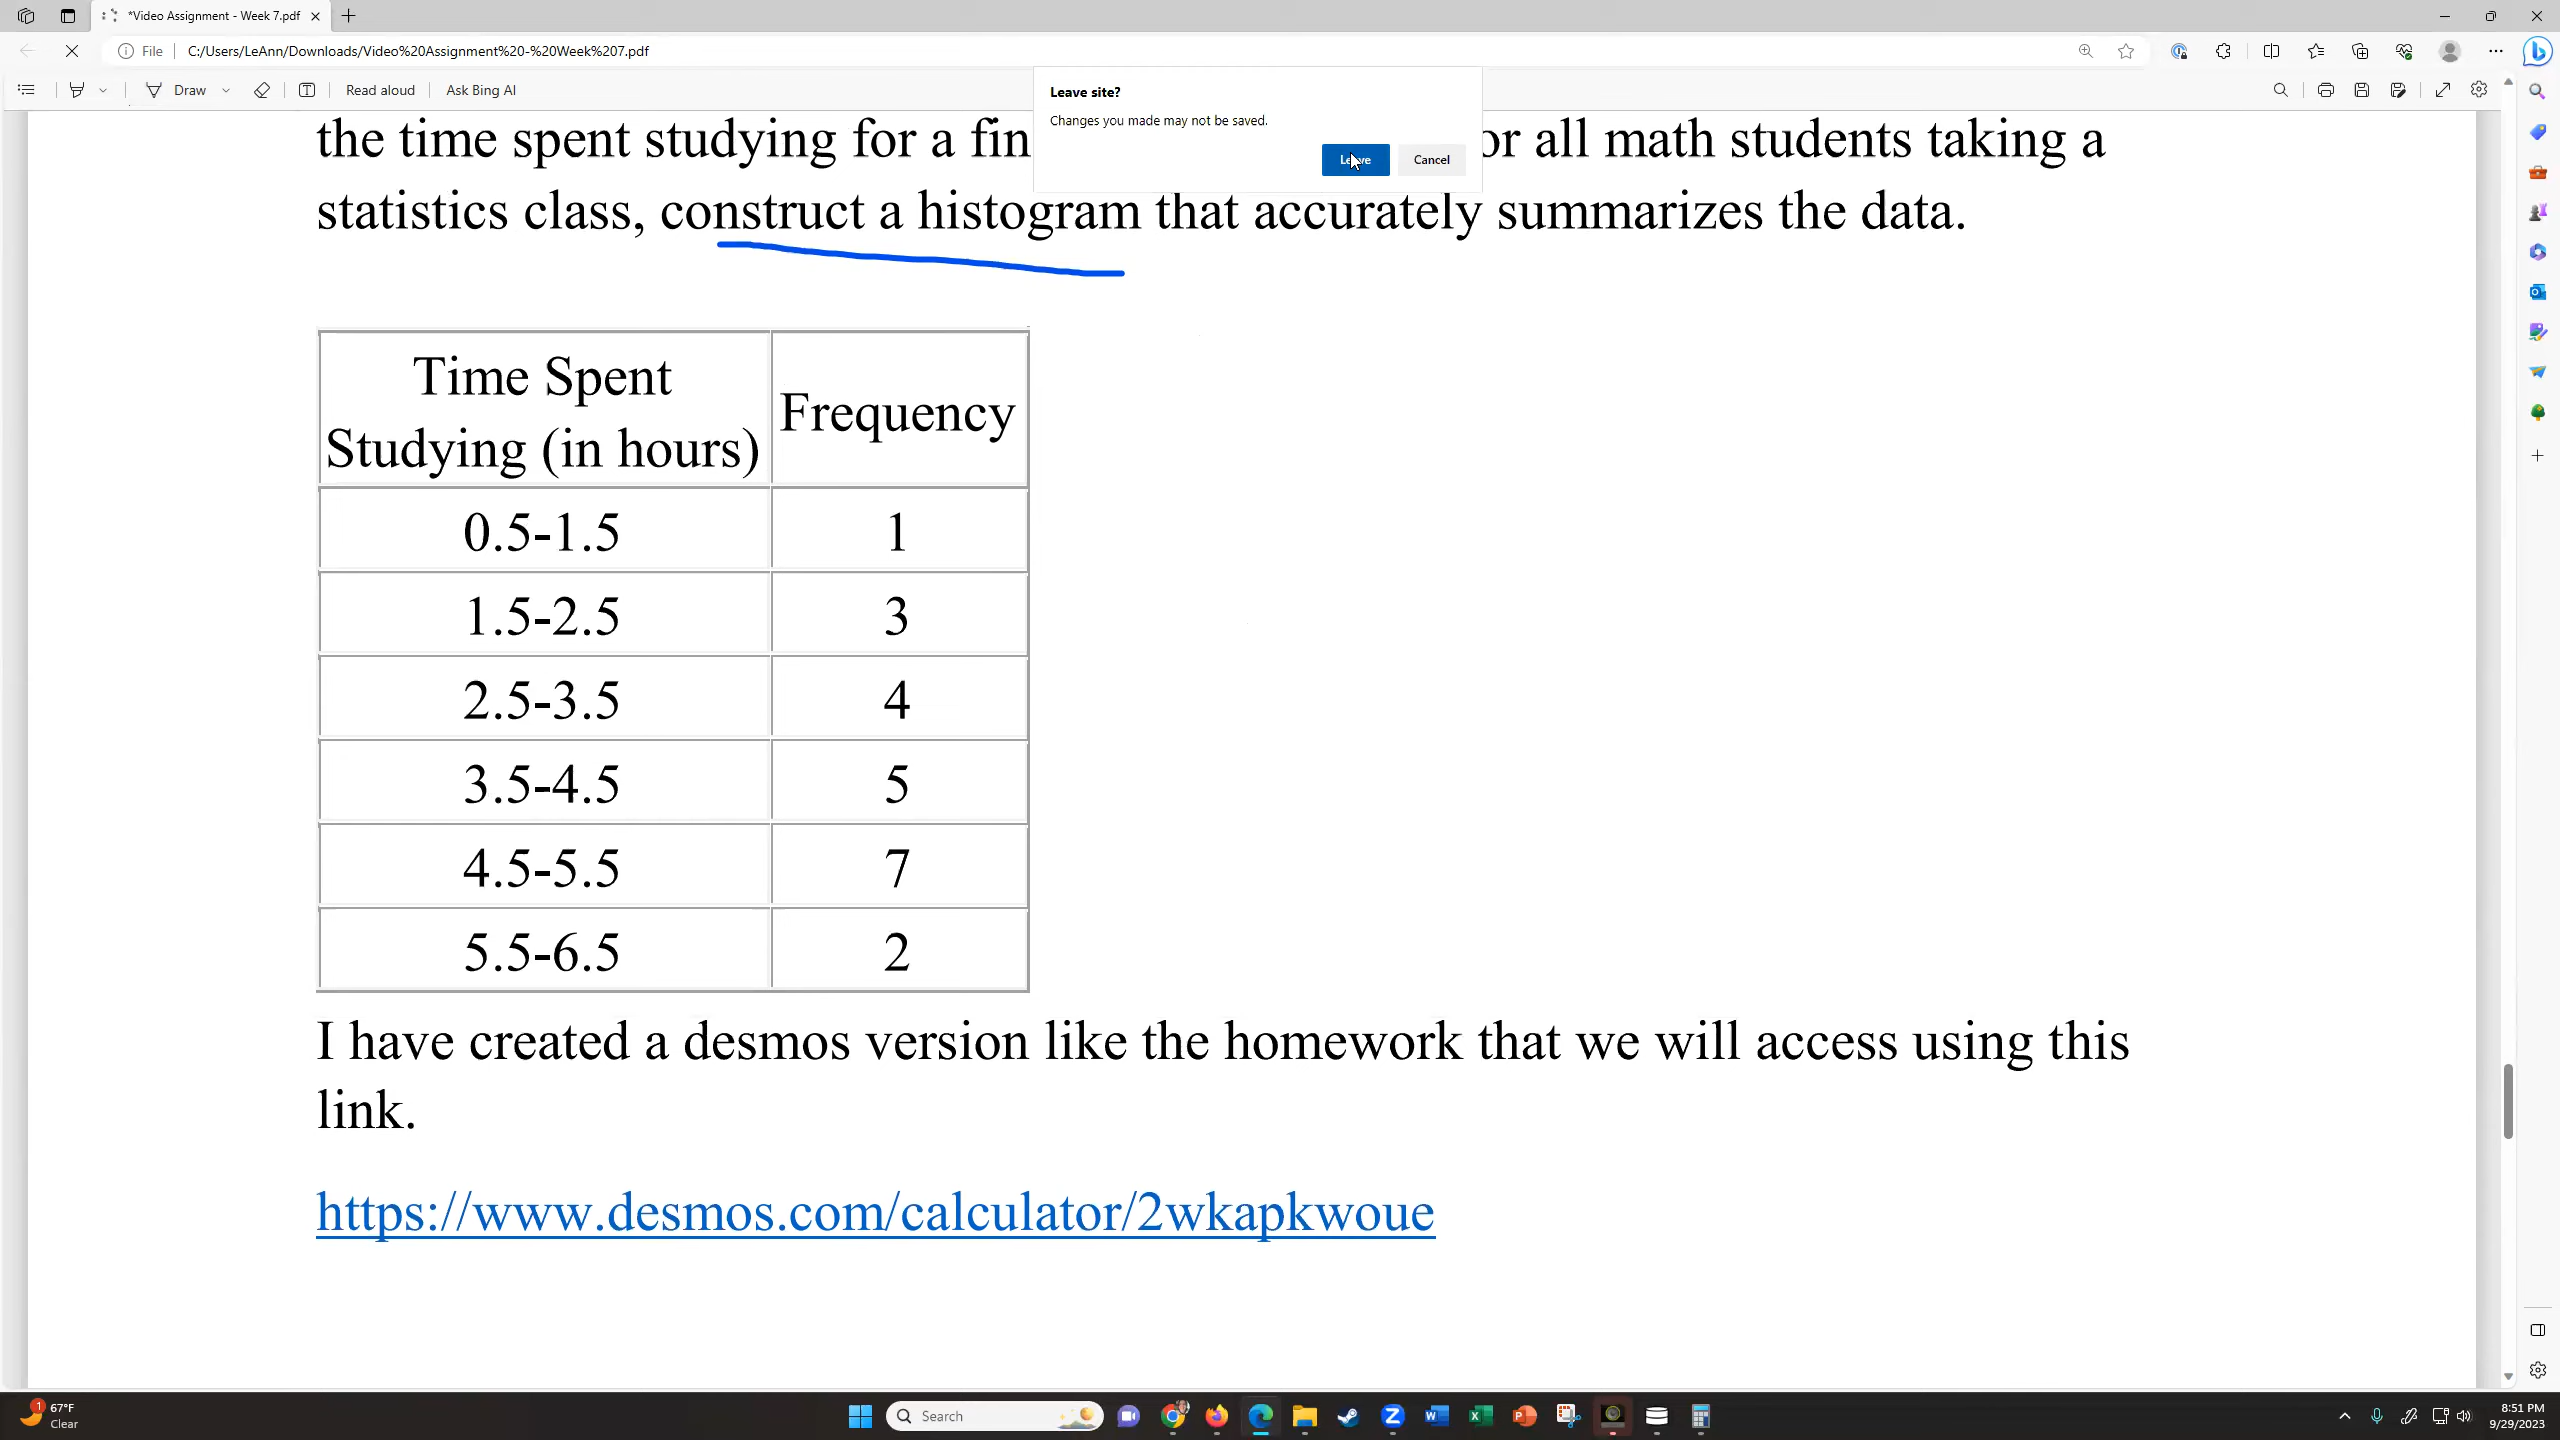 *Video Assignment - Week 7.pdf
File C:/Users/LeAnn/Downloads/Video%20Assignment%20-%20Week%207.pdf
Draw Read aloud Ask Bing AI
Leave site?
Changes you made may not be saved.
Leave Cancel
the time spent studying for a fin or all math students taking a
statistics class, construct a histogram that accurately summarizes the data.
Time Spent
Studying (in hours)
Frequency
0.5-1.5 1
1.5-2.5 3
2.5-3.5 4
3.5-4.5 5
4.5-5.5 7
5.5-6.5 2
I have created a desmos version like the homework that we will access using this
link.
https://www.desmos.com/calculator/2wkapkwoue
1
67°F
Clear
Search
8:51 PM
9/29/2023